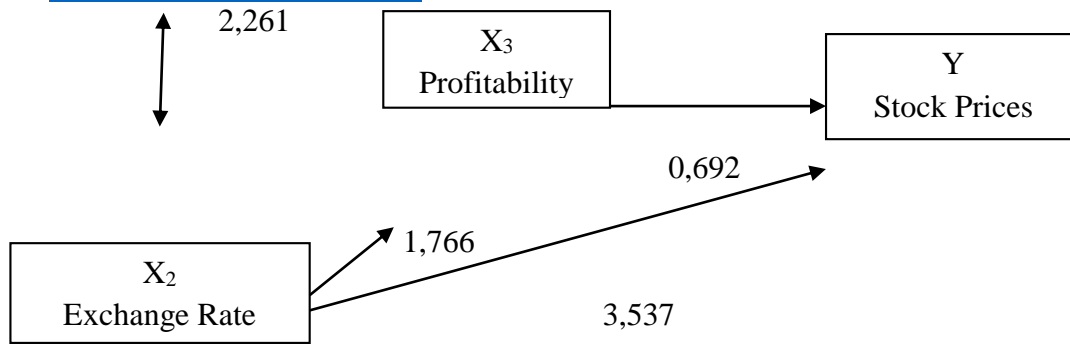 2,261
X₃
Profitability
Y
Stock Prices
0,692
1,766
X₂
Exchange Rate
3,537